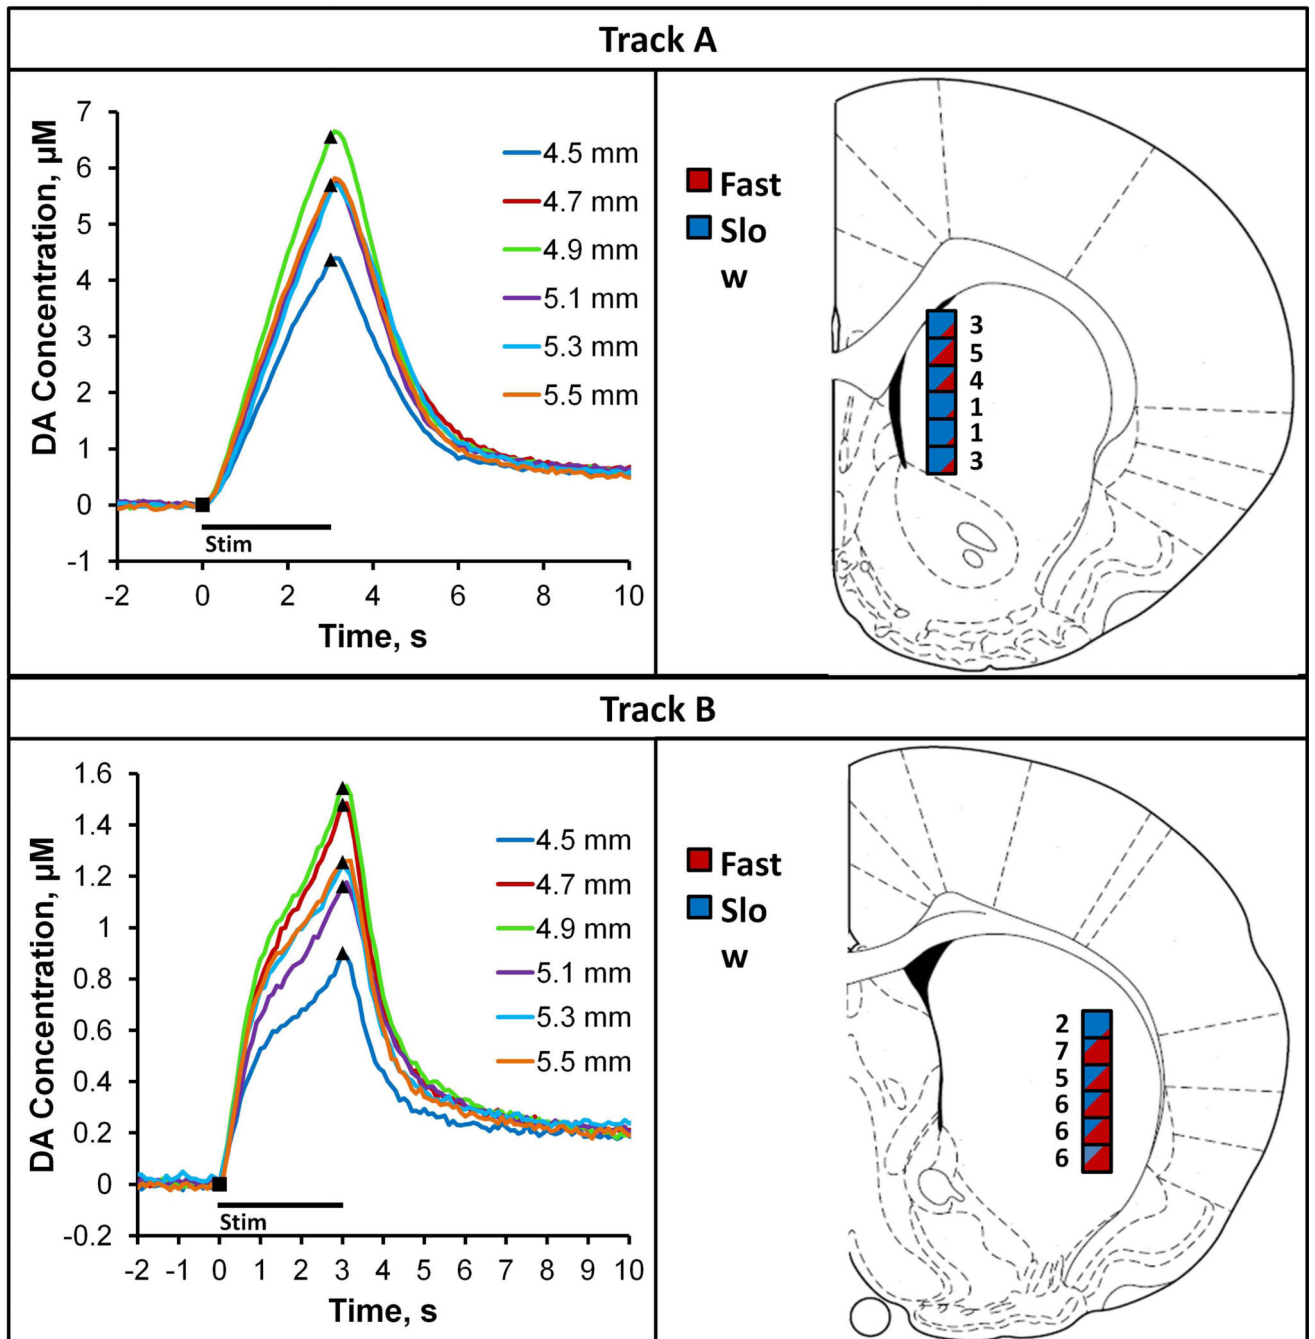 Track A
DA Concentration, µM
7
6
5
4
3
2
1
0
-1
-2 0 2 4 6 8 10
Time, s
Stim
4.5 mm
4.7 mm
4.9 mm
5.1 mm
5.3 mm
5.5 mm
Fast
Slo
w
3
5
4
1
1
3
Track B
DA Concentration, µM
1.6
1.4
1.2
1
0.8
0.6
0.4
0.2
0
-0.2
-2 -1 0 1 2 3 4 5 6 7 8 9 10
Time, s
Stim
4.5 mm
4.7 mm
4.9 mm
5.1 mm
5.3 mm
5.5 mm
Fast
Slo
w
2
7
5
6
6
6